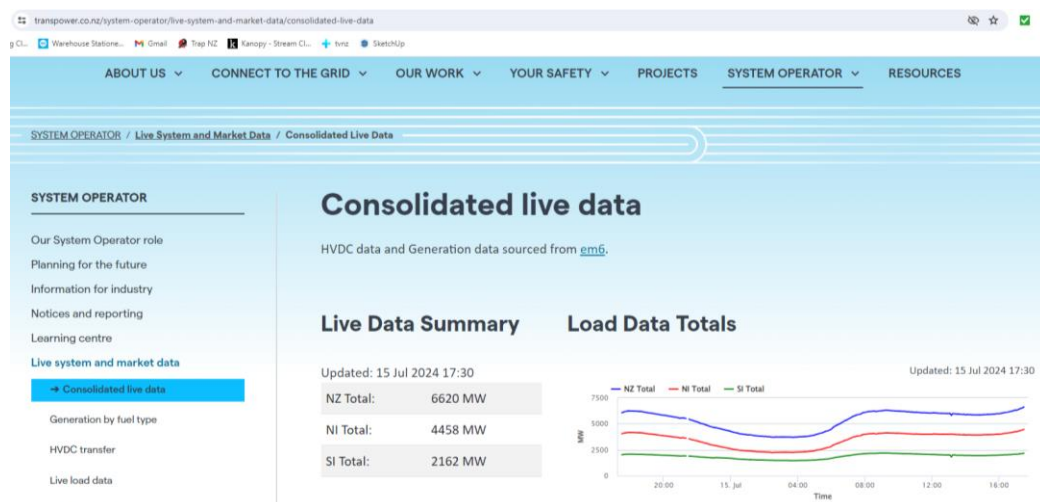 transpower.co.nz/system-operator/live-system-and-market-data/consolidated-live-data
g Cl... Warehouse Statione... Gmail Trap NZ Kanopy - Stream Cl... tvnz SketchUp
ABOUT US CONNECT TO THE GRID OUR WORK YOUR SAFETY PROJECTS SYSTEM OPERATOR RESOURCES
SYSTEM OPERATOR / Live System and Market Data / Consolidated Live Data
SYSTEM OPERATOR
Our System Operator role
Planning for the future
Information for industry
Notices and reporting
Learning centre
Live system and market data
→ Consolidated live data
Generation by fuel type
HVDC transfer
Live load data
Consolidated live data
HVDC data and Generation data sourced from em6.
Live Data Summary
Updated: 15 Jul 2024 17:30
NZ Total: 6620 MW
NI Total: 4458 MW
SI Total: 2162 MW
Load Data Totals
Updated: 15 Jul 2024 17:30
NZ Total NI Total SI Total
7500
5000
2500
0
MW
20:00 15. Jul 04:00 08:00 12:00 16:00
Time